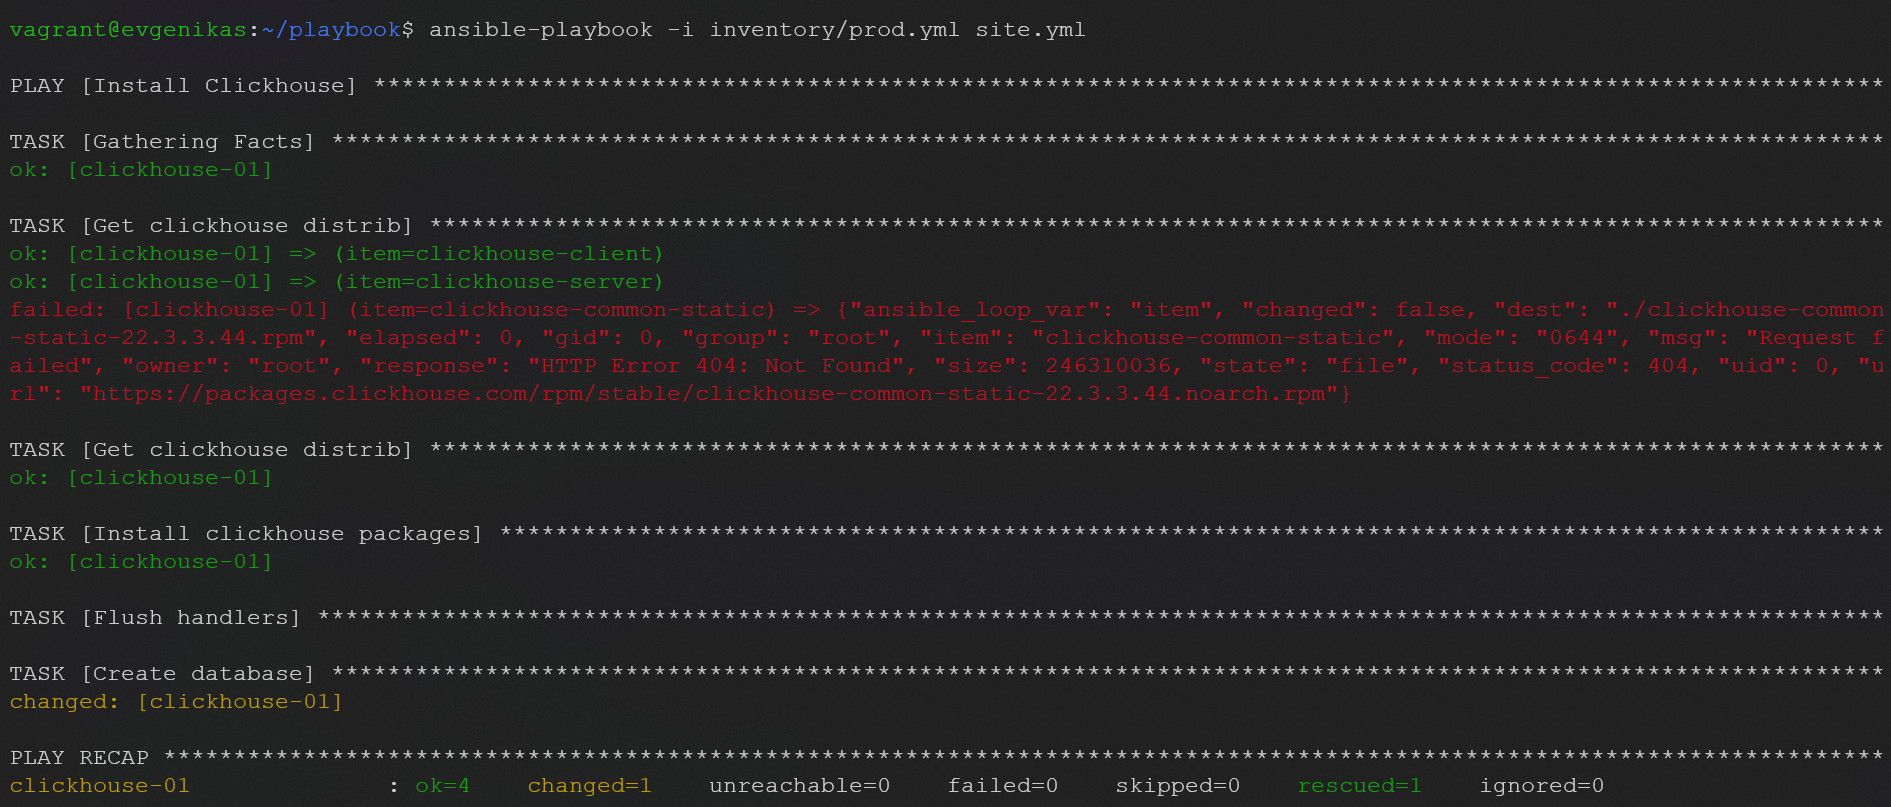 vagrant@evgenikas:~/playbook$ ansible-playbook -i inventory/prod.yml site.yml
PLAY [Install Clickhouse] ************************************************************************************************************
TASK [Gathering Facts] ***************************************************************************************************************
ok: [clickhouse-01]
TASK [Get clickhouse distrib] ********************************************************************************************************
ok: [clickhouse-01] => (item=clickhouse-client)
ok: [clickhouse-01] => (item=clickhouse-server)
failed: [clickhouse-01] (item=clickhouse-common-static) => {"ansible_loop_var": "item", "changed": false, "dest": "./clickhouse-common
-static-22.3.3.44.rpm", "elapsed": 0, "gid": 0, "group": "root", "item": "clickhouse-common-static", "mode": "0644", "msg": "Request f
ailed", "owner": "root", "response": "HTTP Error 404: Not Found", "size": 246310036, "state": "file", "status_code": 404, "uid": 0, "u
rl": "https://packages.clickhouse.com/rpm/stable/clickhouse-common-static-22.3.3.44.noarch.rpm"}
TASK [Get clickhouse distrib] ********************************************************************************************************
ok: [clickhouse-01]
TASK [Install clickhouse packages] ***************************************************************************************************
ok: [clickhouse-01]
TASK [Flush handlers] ****************************************************************************************************************
TASK [Create database] ***************************************************************************************************************
changed: [clickhouse-01]
PLAY RECAP ***************************************************************************************************************************
clickhouse-01              : ok=4    changed=1    unreachable=0    failed=0    skipped=0    rescued=1    ignored=0